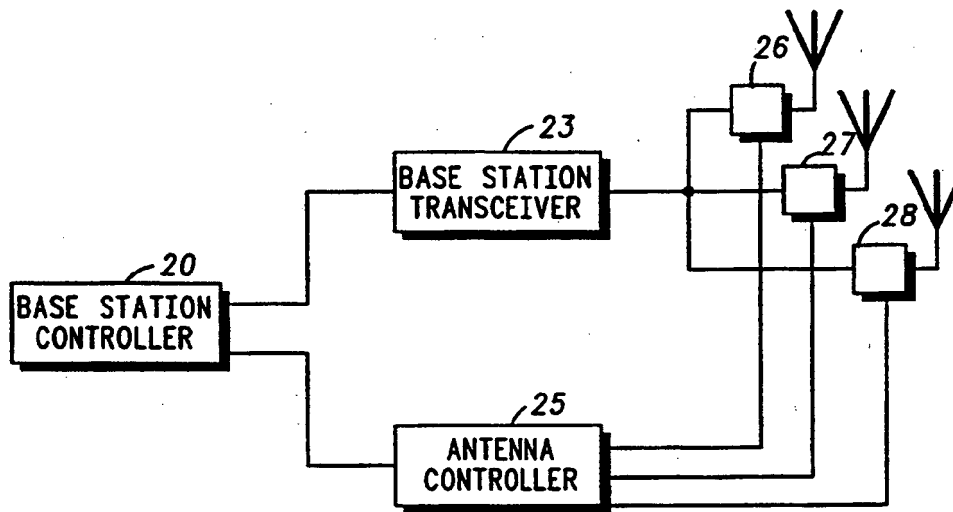 26
23
BASE STATION
TRANSCEIVER
27
28
20
BASE STATION
CONTROLLER
25
ANTENNA
CONTROLLER